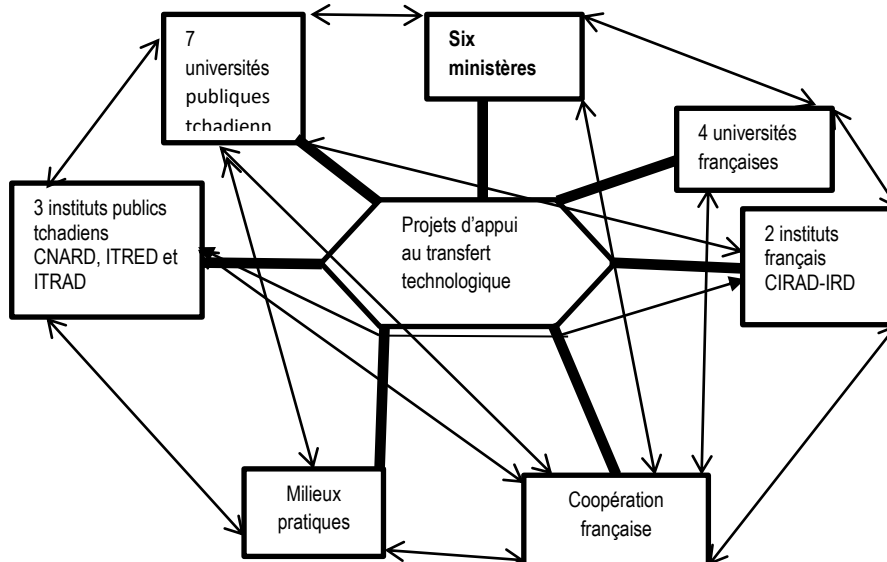 7
universités
publiques
tchadienn
Six
ministères
4 universités
françaises
3 instituts publics
tchadiens
CNARD, ITRED et
ITRAD
Projets d’appui
au transfert
technologique
2 instituts
français
CIRAD-IRD
Milieux
pratiques
Coopération
française